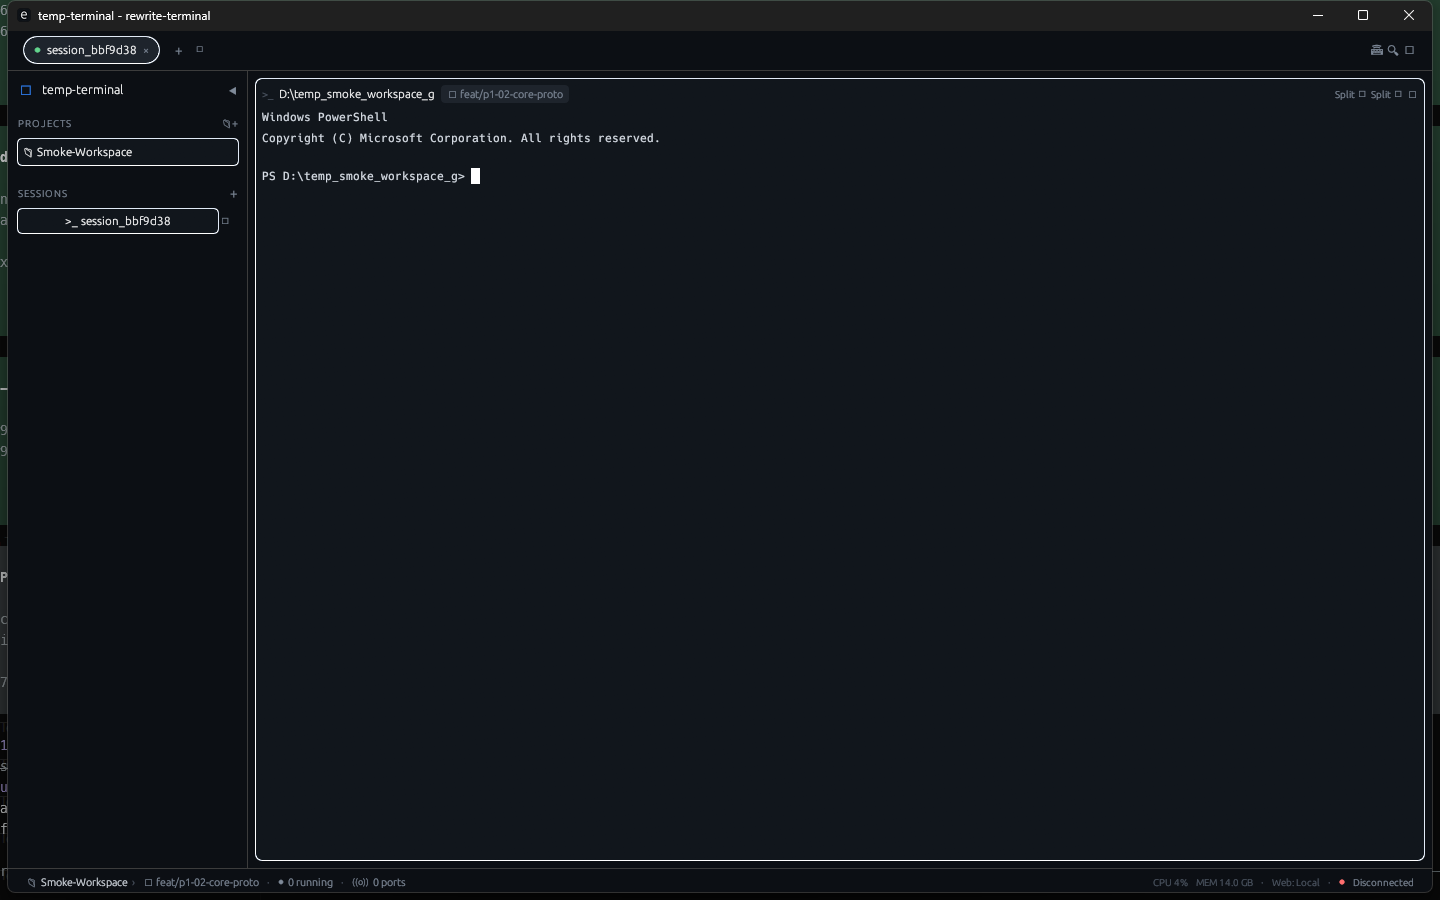 temp-terminal - rewrite-terminal
session_bbf9d38 × +
temp-terminal
PROJECTS
Smoke-Workspace
SESSIONS +
>_ session_bbf9d38
>_ D:\temp_smoke_workspace_g feat/p1-02-core-proto Split Split
Windows PowerShell
Copyright (C) Microsoft Corporation. All rights reserved.
PS D:\temp_smoke_workspace_g>
Smoke-Workspace › feat/p1-02-core-proto · 0 running · ((o)) 0 ports CPU 4% MEM 14.0 GB · Web: Local · Disconnected